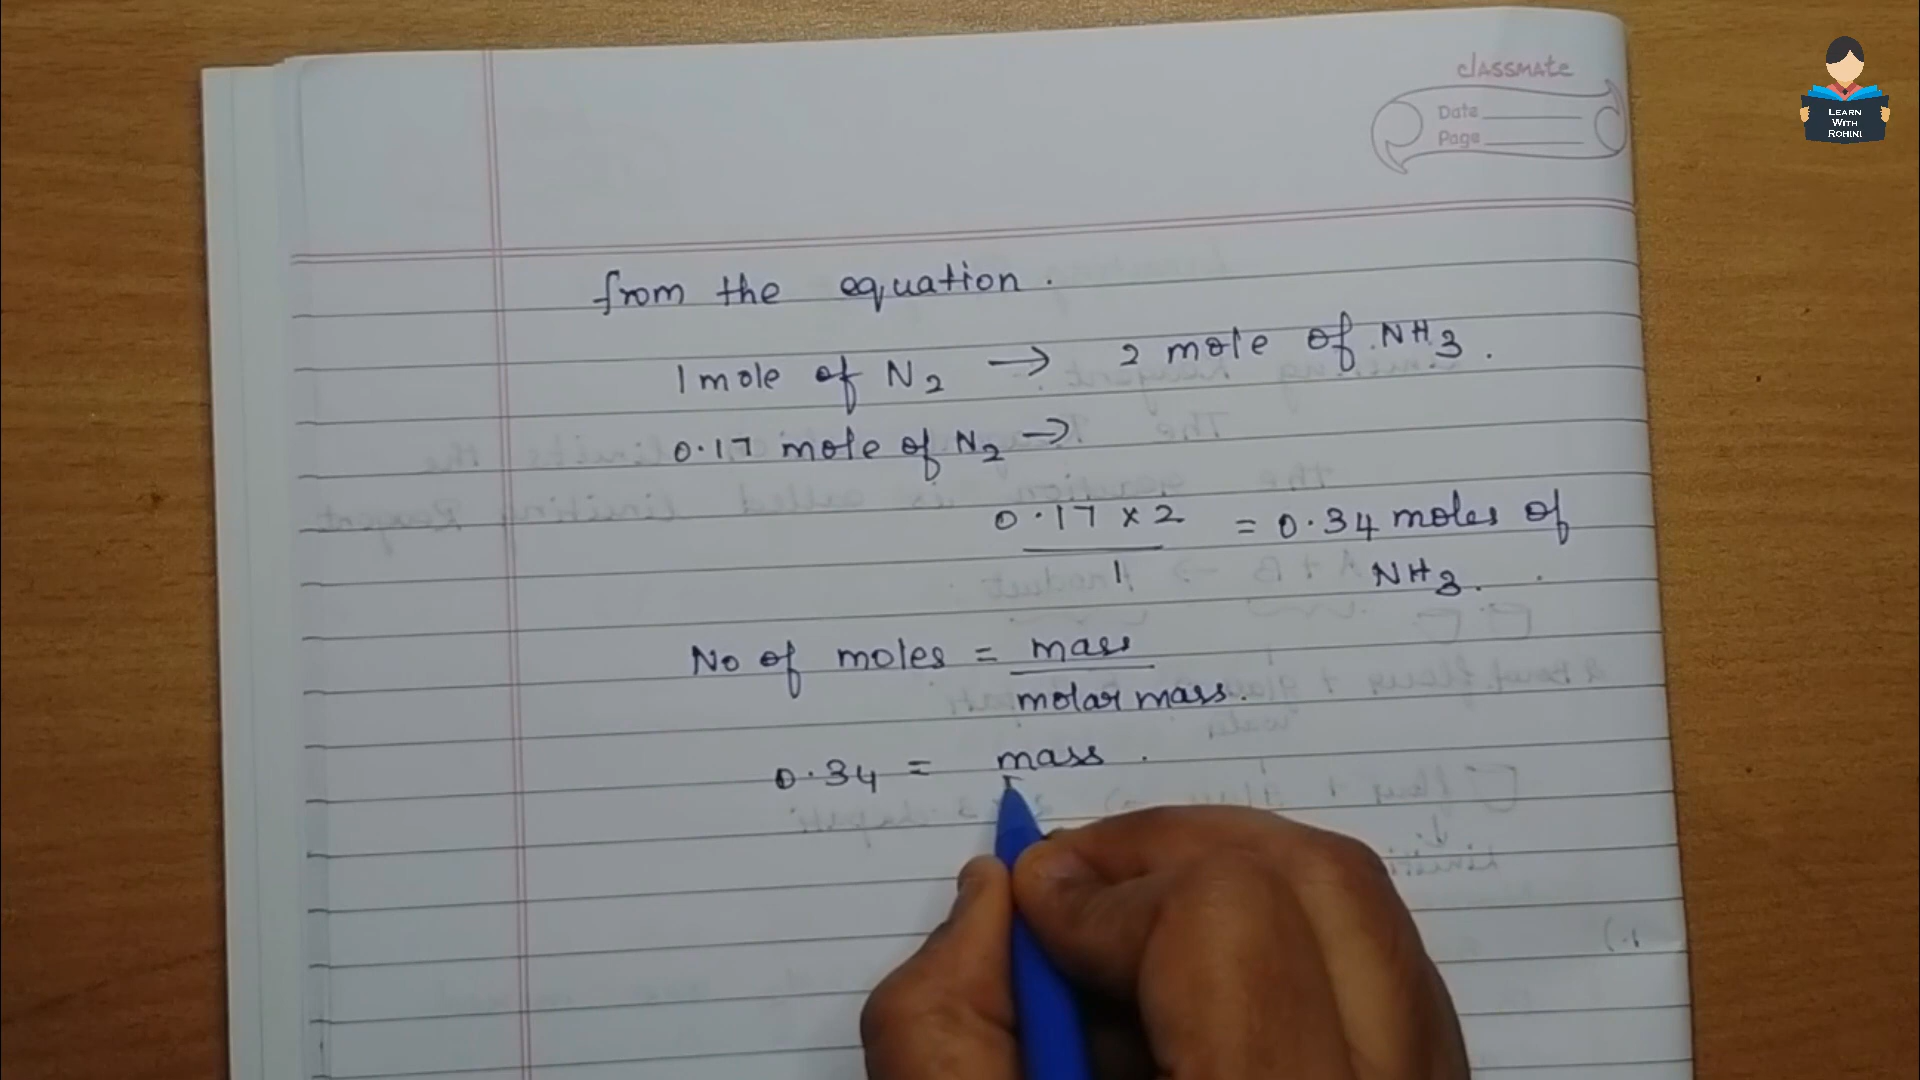 classmate
Date
Page
LEARN
WITH
ROHINI
from the equation.
1 mole of N2 → 2 mole of NH3.
0.17 mole of N2 →
0.17 x 2 = 0.34 moles of
1 NH3.
No of moles = mass
molar mass.
0.34 = mass.